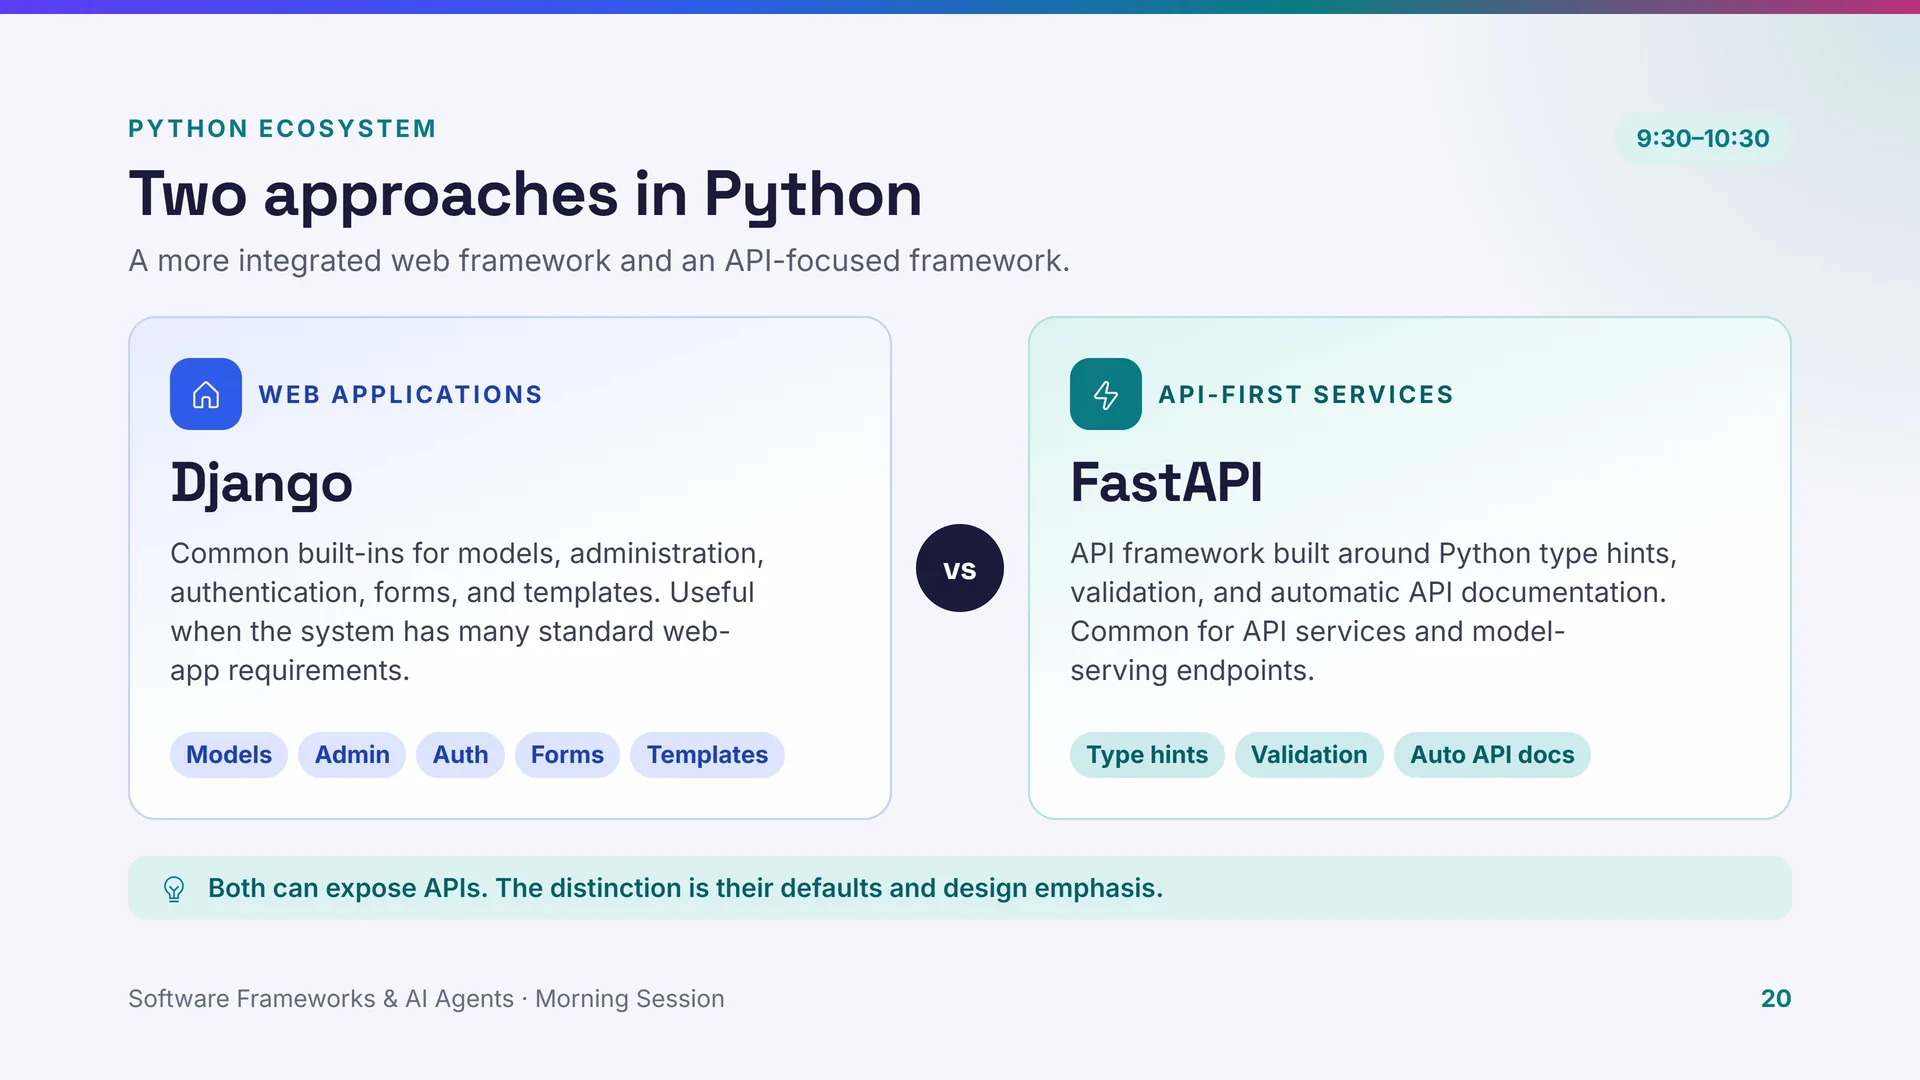 PYTHON ECOSYSTEM
9:30–10:30
Two approaches in Python
A more integrated web framework and an API-focused framework.
WEB APPLICATIONS
Django
Common built-ins for models, administration,
authentication, forms, and templates. Useful
when the system has many standard web-
app requirements.
Models Admin Auth Forms Templates
vs
API-FIRST SERVICES
FastAPI
API framework built around Python type hints,
validation, and automatic API documentation.
Common for API services and model-
serving endpoints.
Type hints Validation Auto API docs
Both can expose APIs. The distinction is their defaults and design emphasis.
Software Frameworks & AI Agents · Morning Session
20